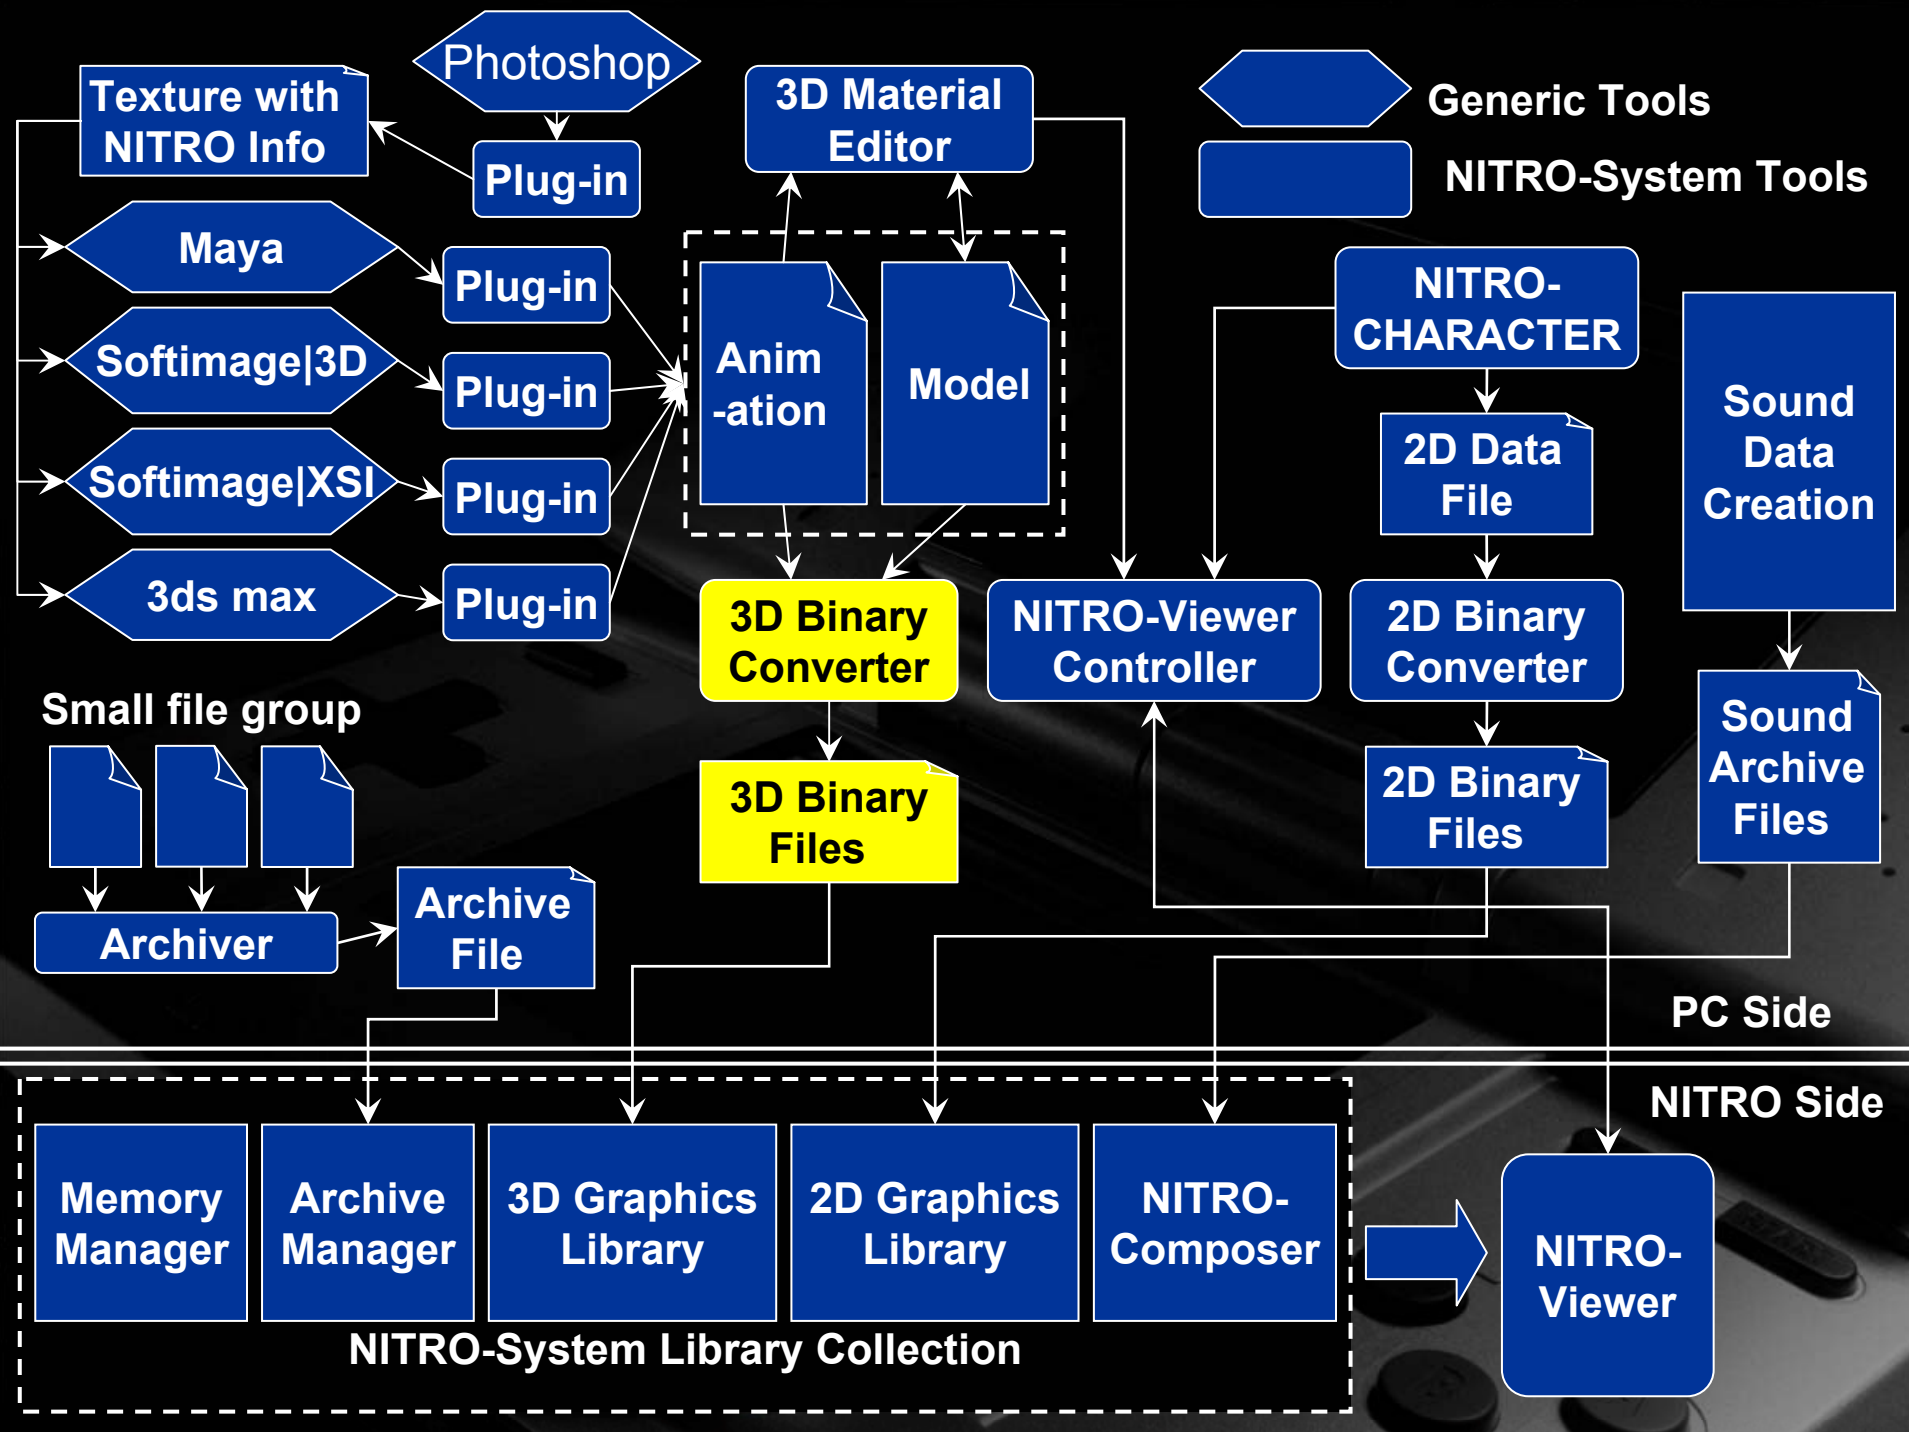 Photoshop
Texture with
NITRO Info
Plug-in
3D Material
Editor
Generic Tools
NITRO-System Tools
Maya
Plug-in
Softimage|3D
Plug-in
Softimage|XSI
Plug-in
3ds max
Plug-in
Anim
-ation
Model
NITRO-
CHARACTER
2D Data
File
Sound
Data
Creation
3D Binary
Converter
NITRO-Viewer
Controller
2D Binary
Converter
Small file group
3D Binary
Files
2D Binary
Files
Sound
Archive
Files
Archiver
Archive
File
PC Side
NITRO Side
Memory
Manager
Archive
Manager
3D Graphics
Library
2D Graphics
Library
NITRO-
Composer
NITRO-
Viewer
NITRO-System Library Collection